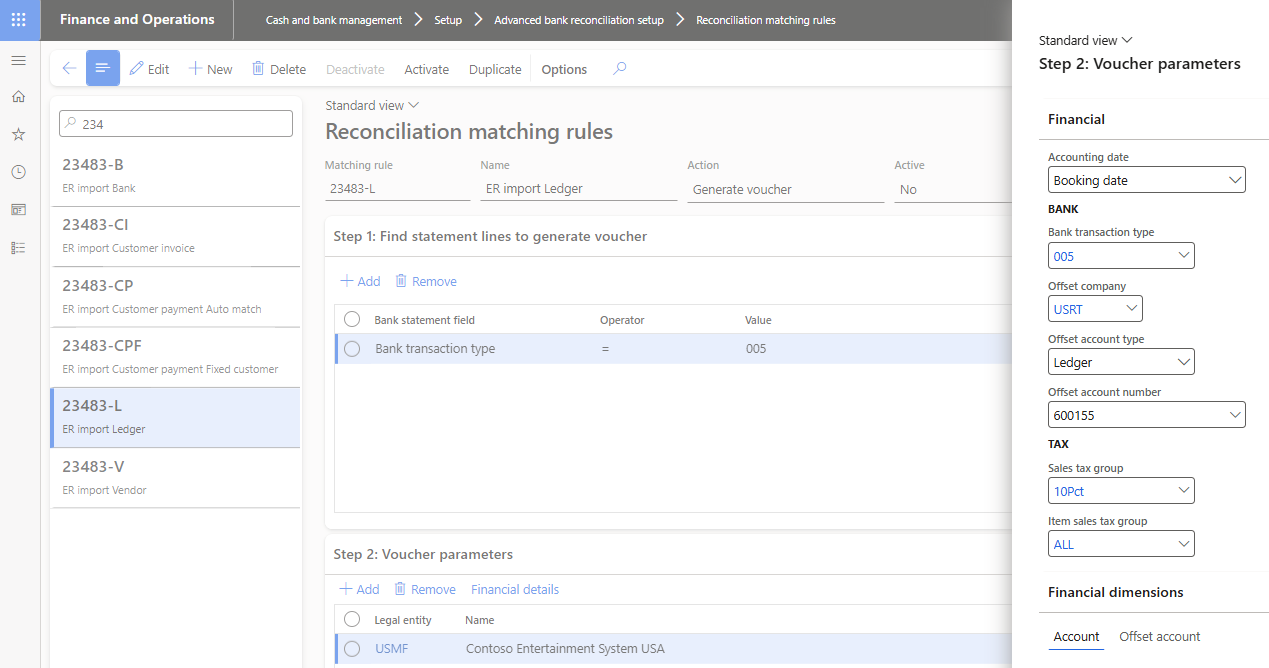 Finance and Operations
Cash and bank management > Setup > Advanced bank reconciliation setup > Reconciliation matching rules
Edit New Delete Deactivate Activate Duplicate Options
234
23483-B
ER import Bank
23483-CI
ER import Customer invoice
23483-CP
ER import Customer payment Auto match
23483-CPF
ER import Customer payment Fixed customer
23483-L
ER import Ledger
23483-V
ER import Vendor
Standard view
Reconciliation matching rules
Matching rule Name Action Active
23483-L ER import Ledger Generate voucher No
Step 1: Find statement lines to generate voucher
Add Remove
Bank statement field Operator Value
Bank transaction type = 005
Step 2: Voucher parameters
Add Remove Financial details
Legal entity Name
USMF Contoso Entertainment System USA
Standard view
Step 2: Voucher parameters
Financial
Accounting date
Booking date
BANK
Bank transaction type
005
Offset company
USRT
Offset account type
Ledger
Offset account number
600155
TAX
Sales tax group
10Pct
Item sales tax group
ALL
Financial dimensions
Account Offset account